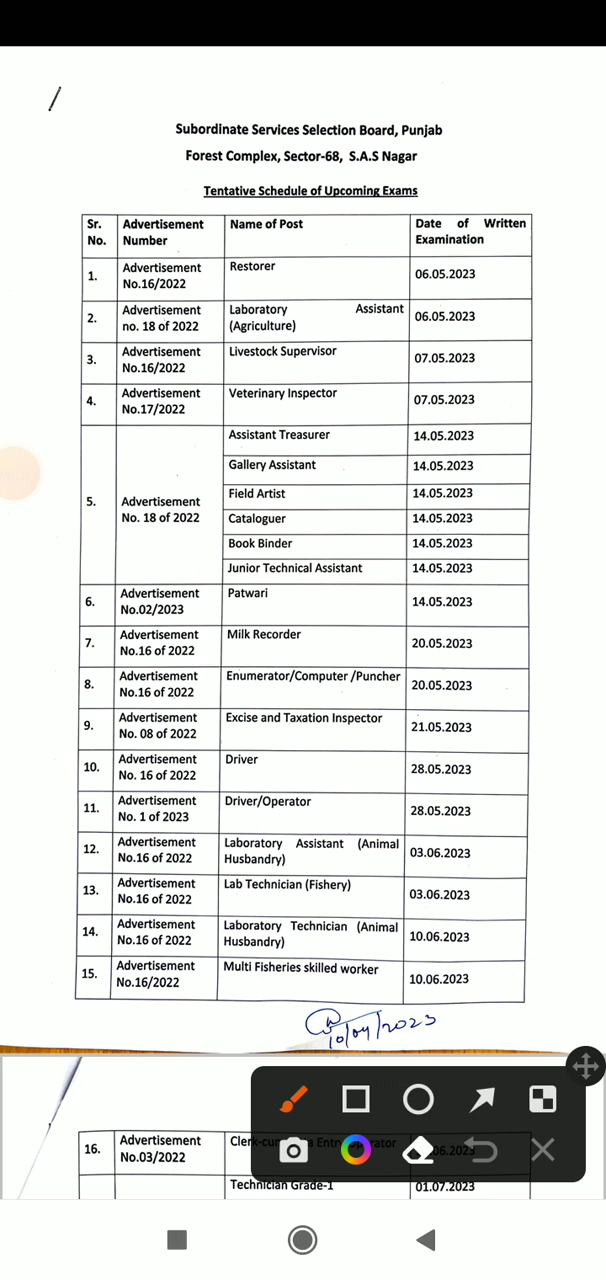 Subordinate Services Selection Board, Punjab
Forest Complex, Sector-68, S.A.S Nagar
Tentative Schedule of Upcoming Exams
Sr. No. Advertisement Number Name of Post Date of Written Examination
1. Advertisement No.16/2022 Restorer 06.05.2023
2. Advertisement no. 18 of 2022 Laboratory Assistant (Agriculture) 06.05.2023
3. Advertisement No.16/2022 Livestock Supervisor 07.05.2023
4. Advertisement No.17/2022 Veterinary Inspector 07.05.2023
5. Advertisement No. 18 of 2022 Assistant Treasurer 14.05.2023
Gallery Assistant 14.05.2023
Field Artist 14.05.2023
Cataloguer 14.05.2023
Book Binder 14.05.2023
Junior Technical Assistant 14.05.2023
6. Advertisement No.02/2023 Patwari 14.05.2023
7. Advertisement No.16 of 2022 Milk Recorder 20.05.2023
8. Advertisement No.16 of 2022 Enumerator/Computer /Puncher 20.05.2023
9. Advertisement No. 08 of 2022 Excise and Taxation Inspector 21.05.2023
10. Advertisement No. 16 of 2022 Driver 28.05.2023
11. Advertisement No. 1 of 2023 Driver/Operator 28.05.2023
12. Advertisement No.16 of 2022 Laboratory Assistant (Animal Husbandry) 03.06.2023
13. Advertisement No.16 of 2022 Lab Technician (Fishery) 03.06.2023
14. Advertisement No.16 of 2022 Laboratory Technician (Animal Husbandry) 10.06.2023
15. Advertisement No.16/2022 Multi Fisheries skilled worker 10.06.2023
10/04/2023
16. Advertisement No.03/2022
Technician Grade-1 01.07.2023